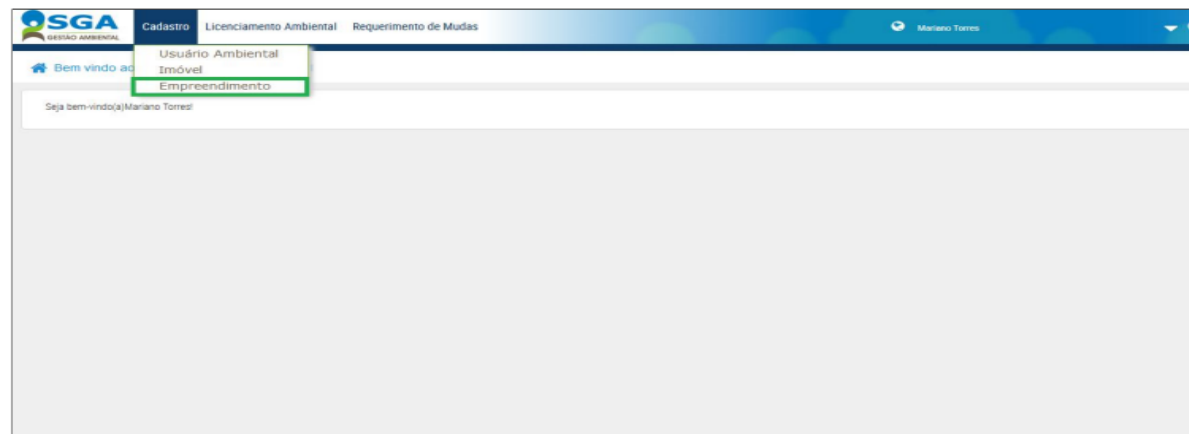 SGA
GESTÃO AMBIENTAL
Cadastro Licenciamento Ambiental Requerimento de Mudas Mariano Torres
Usuário Ambiental
Bem vindo ao
Imóvel
Empreendimento
Seja bem-vindo(a)Mariano Torres!